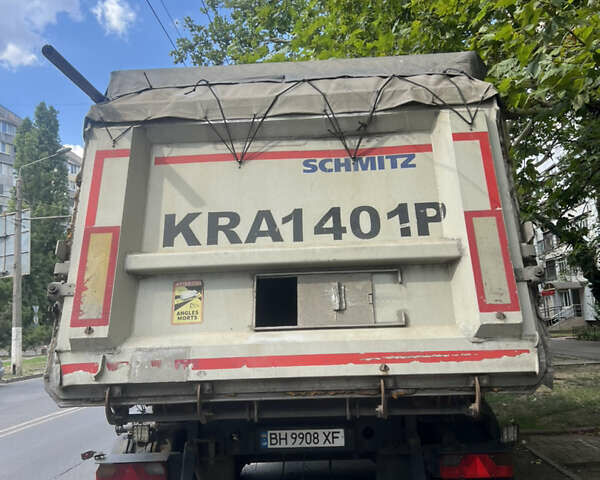 SCHMITZ
KRA1401P
ANGLES
MORTS
BH 9908 XF